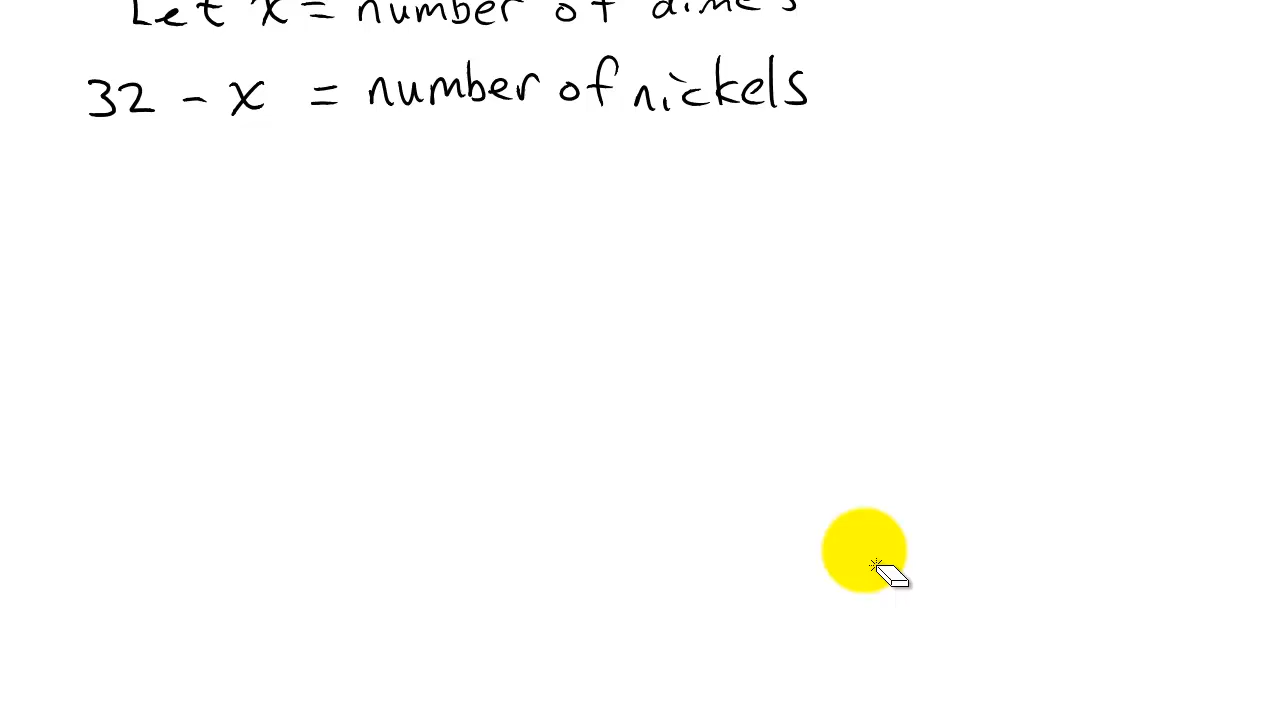 Let x = number of dimes
32 - x = number of nickels